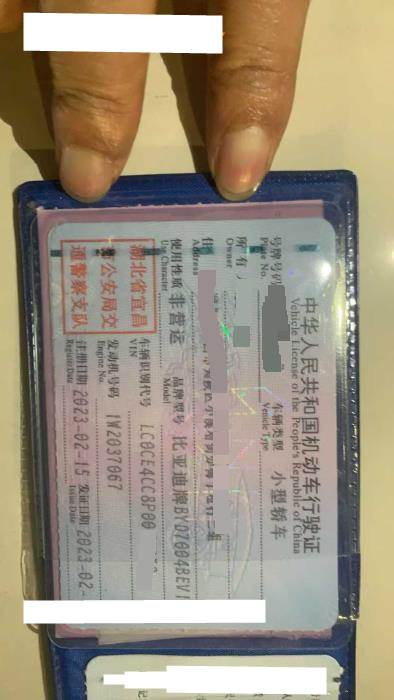 中华人民共和国机动车行驶证
Vehicle License of the People's Republic of China
号牌号码
Plate No.
车辆类型 小型轿车
Vehicle Type
所有
Owner
住
Address
使用性质 非营运
Use Character
品牌型号 比亚迪牌BYD7004BEV1
Model
湖北省宜昌
公安局交
通警察支队
车辆识别代号 LC0CE4CC8P00
VIN
发动机号码 1W2037067
Engine No.
注册日期 2023-02-15
Register Date
发证日期 2023-02-
Issue Date